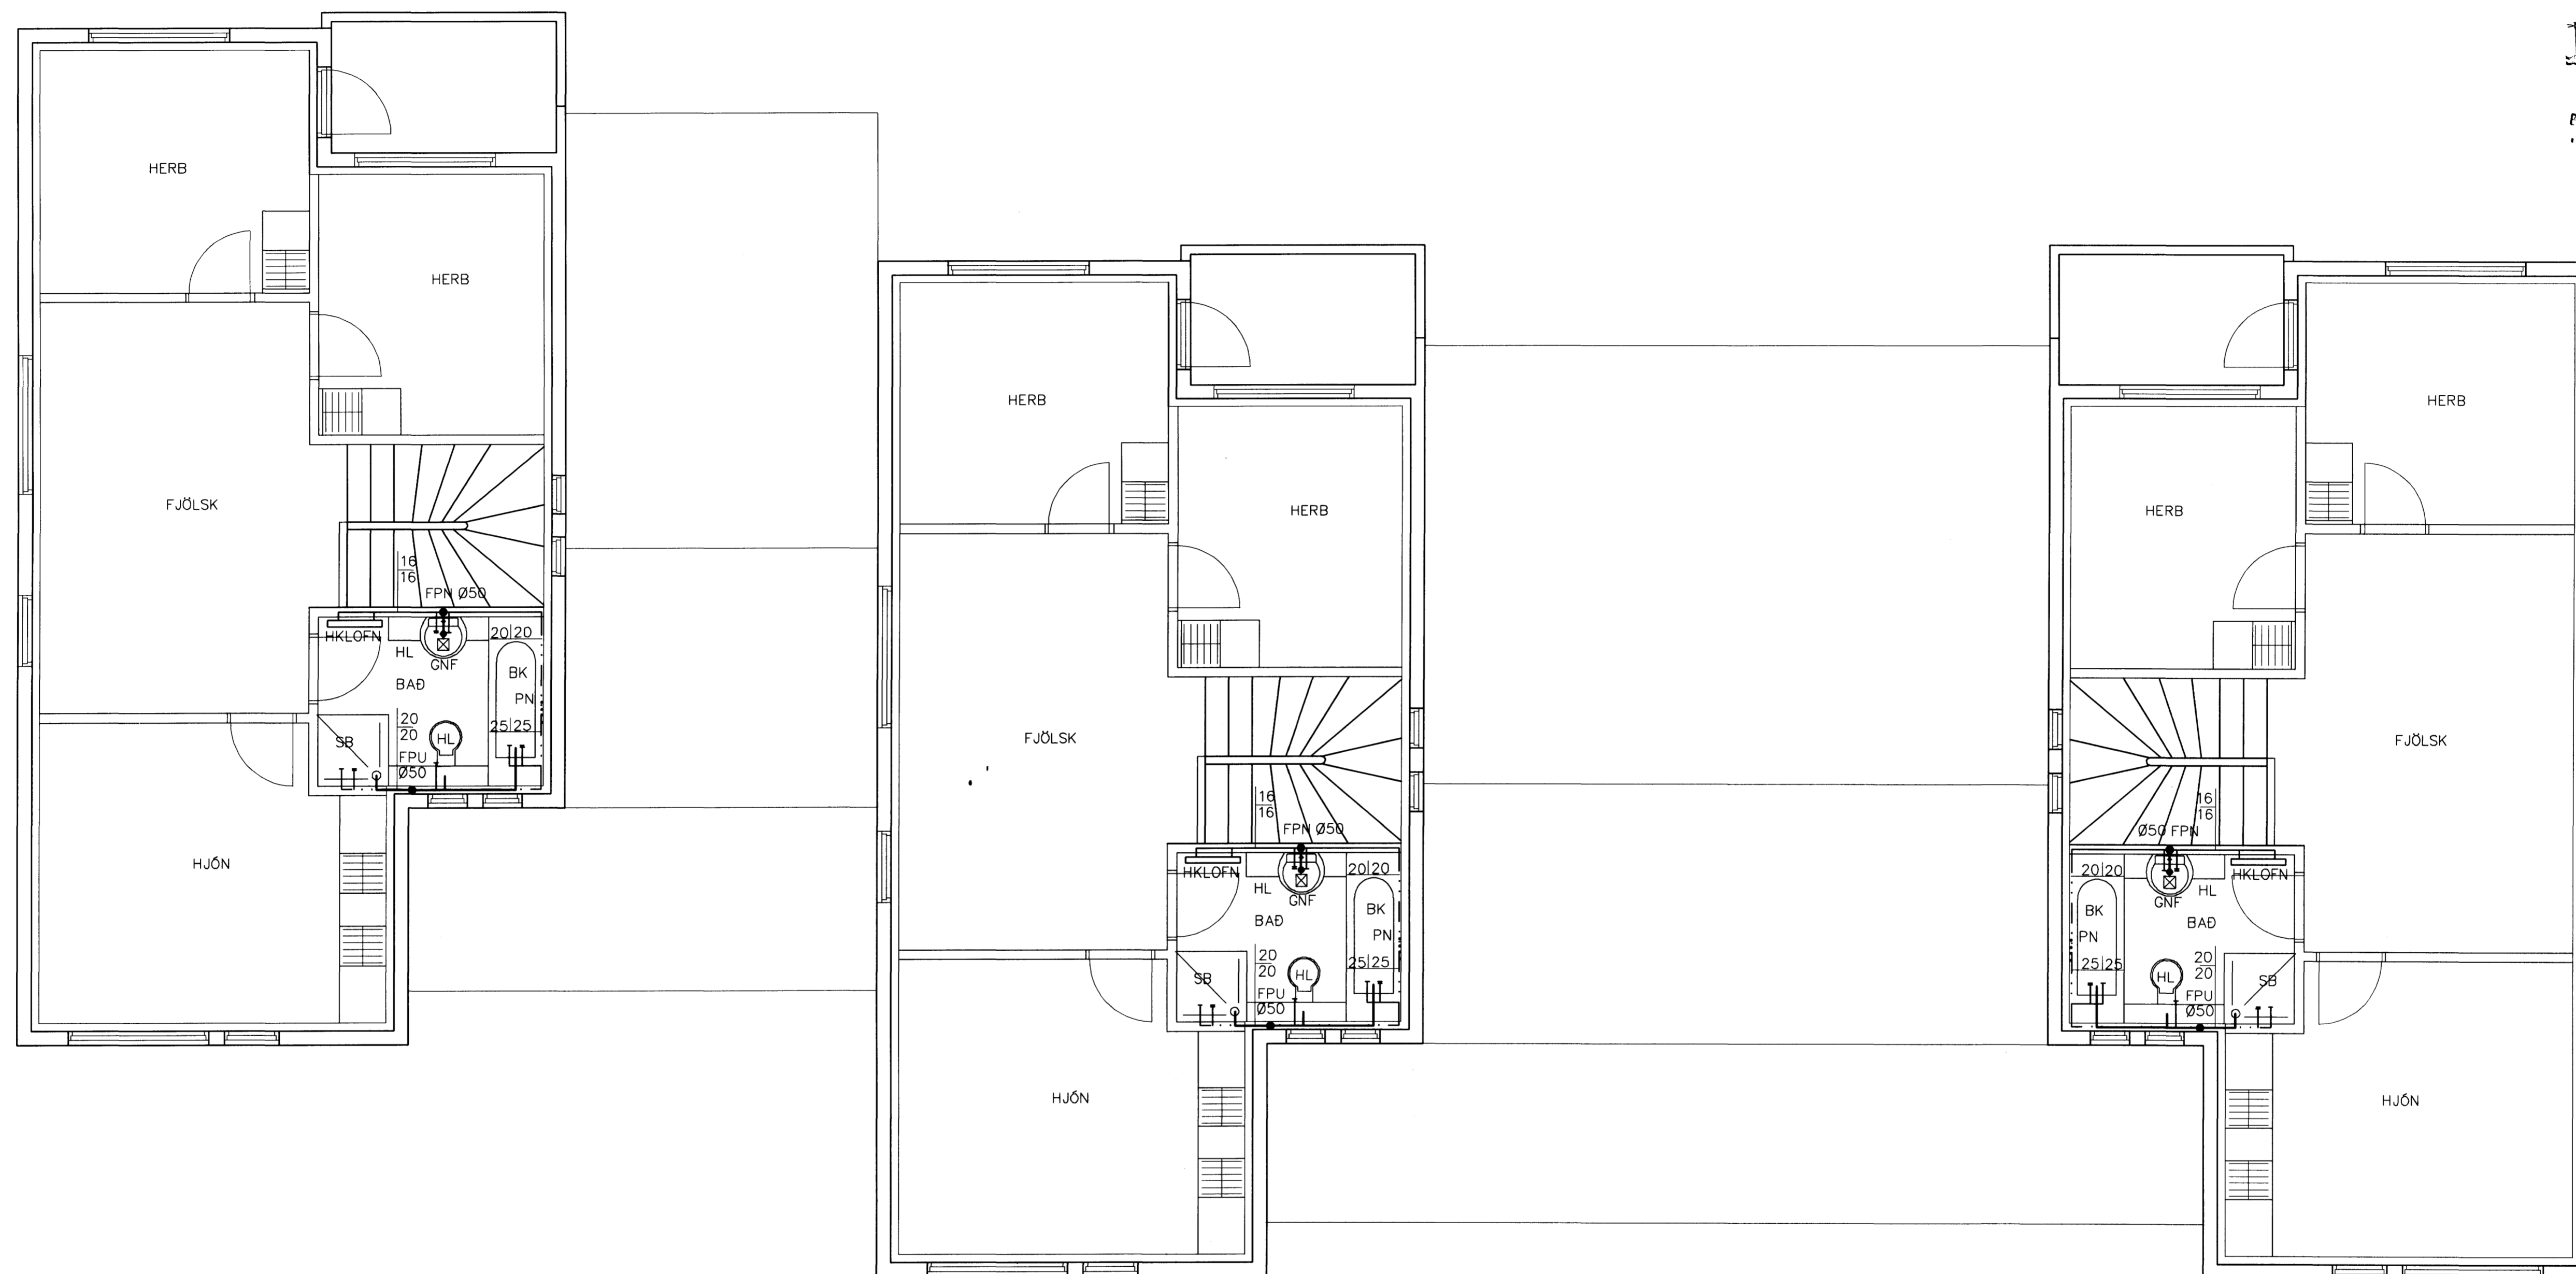 HERB
HERB
FJÖLSK
16
16
FPN Ø50
HKLOFN
HL
GNF
20|20
BK
BAÐ
PN
20
20
25|25
SB
HL
FPU
Ø50
HJÓN
HERB
HERB
FJÖLSK
16
16
FPN Ø50
HKLOFN
HL
GNF
20|20
BK
BAÐ
PN
20
20
25|25
SB
HL
FPU
Ø50
HJÓN
HERB
HERB
FJÖLSK
16
16
Ø50 FPN
20|20
HKLOFN
GNF
HL
BK
BAÐ
PN
20
20
25|25
HL
SB
FPU
Ø50
HJÓN